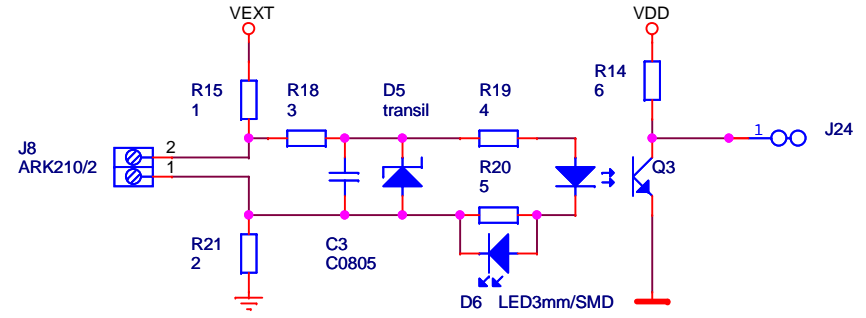 VEXT
VDD
R15
1
R18
3
D5
transil
R19
4
R14
6
J8
ARK210/2
2
1
1
J24
R20
5
Q3
R21
2
C3
C0805
D6 LED3mm/SMD